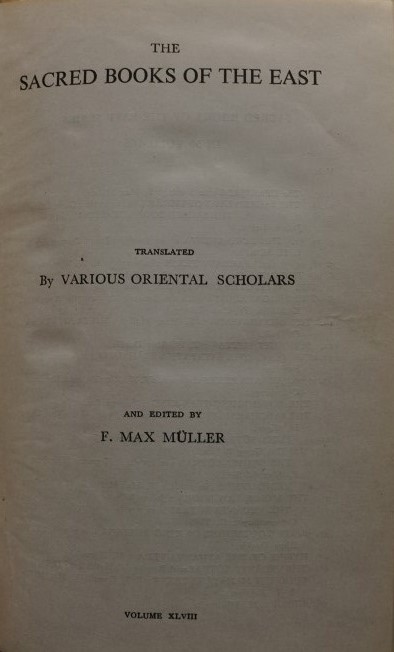 THE
SACRED BOOKS OF THE EAST
TRANSLATED
By VARIOUS ORIENTAL SCHOLARS
AND EDITED BY
F. MAX MÜLLER
VOLUME XLVIII